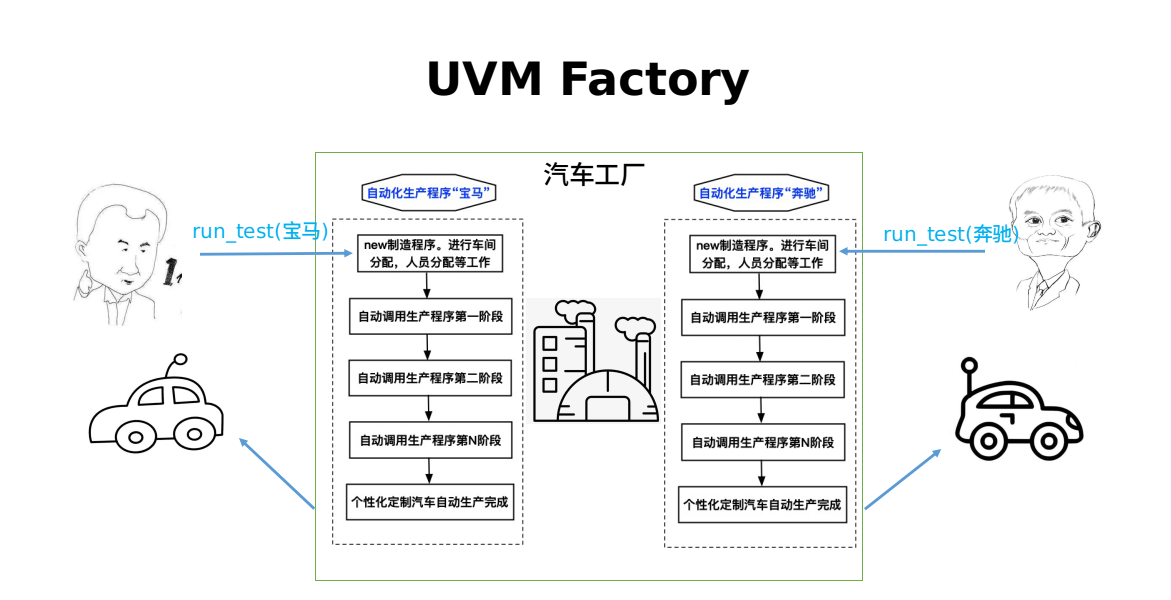 UVM Factory
汽车工厂
自动化生产程序“宝马”
自动化生产程序“奔驰”
run_test(宝马)
run_test(奔驰)
new制造程序。进行车间
分配，人员分配等工作
自动调用生产程序第一阶段
自动调用生产程序第二阶段
自动调用生产程序第N阶段
个性化定制汽车自动生产完成
new制造程序。进行车间
分配，人员分配等工作
自动调用生产程序第一阶段
自动调用生产程序第二阶段
自动调用生产程序第N阶段
个性化定制汽车自动生产完成